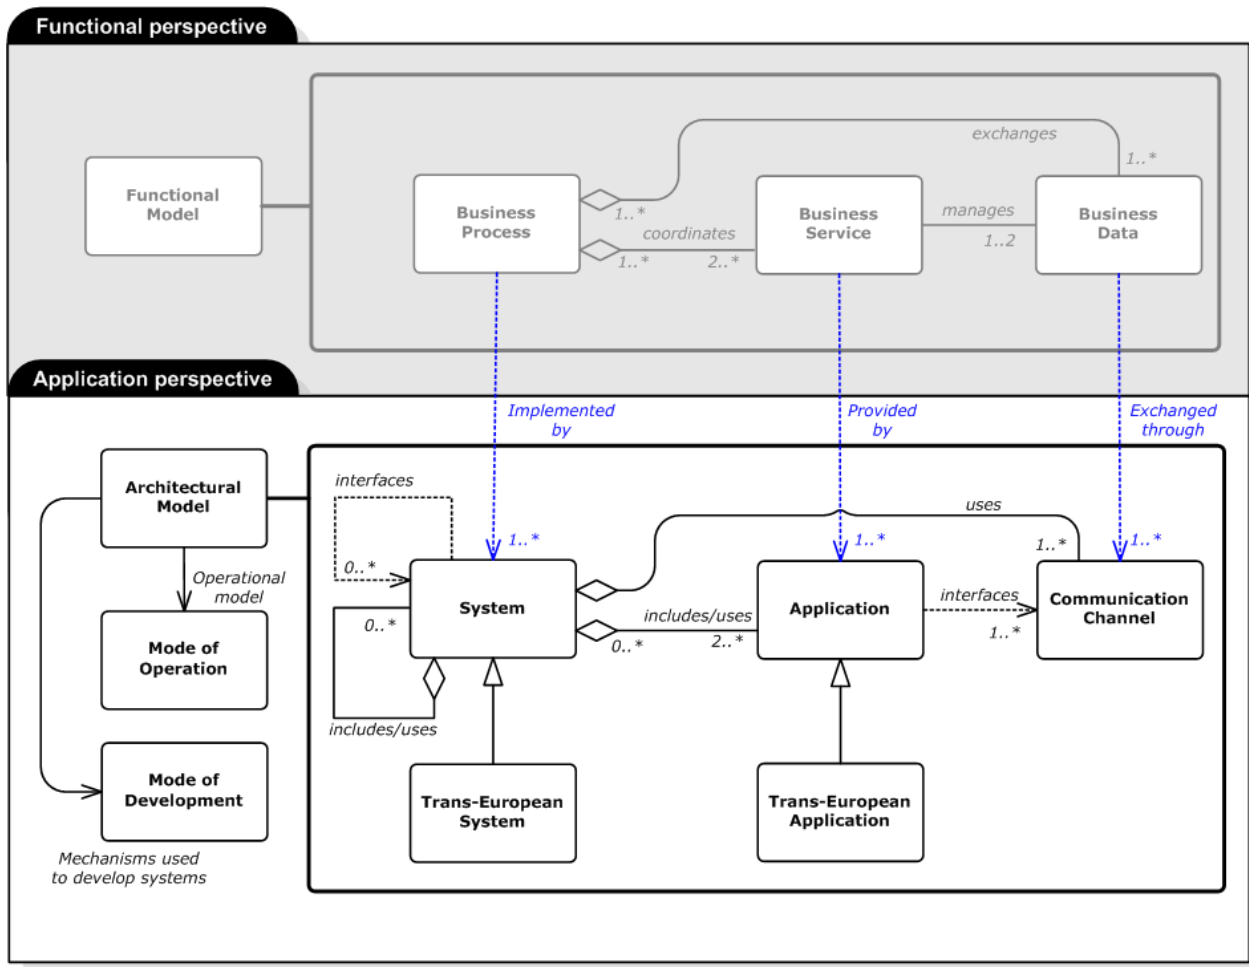 Functional perspective
exchanges
1..*
Functional
Model
Business
Process
1..*
coordinates
1..*
2..*
Business
Service
manages
1..2
Business
Data
Application perspective
Implemented
by
Provided
by
Exchanged
through
Architectural
Model
interfaces
uses
0..*
1..*
1..*
1..*
1..*
Operational
model
System
0..*
includes/uses
0..*
2..*
Application
interfaces
1..*
Communication
Channel
Mode of
Operation
includes/uses
Mode of
Development
Trans-European
System
Trans-European
Application
Mechanisms used
to develop systems